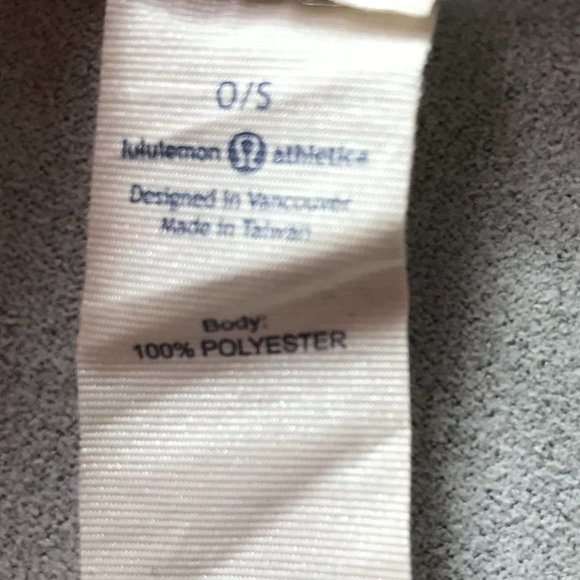 O/S
lululemon athletica
Designed in Vancouver
Made in Taiwan
Body:
100% POLYESTER